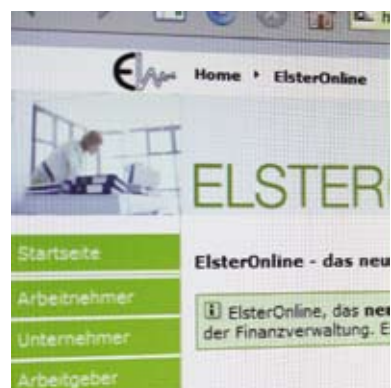 Home ‣ ElsterOnline
ELSTER
Startseite
ElsterOnline - das neu
Arbeitnehmer
ElsterOnline, das neu
Unternehmer
der Finanzverwaltung. E
Arbeitgeber